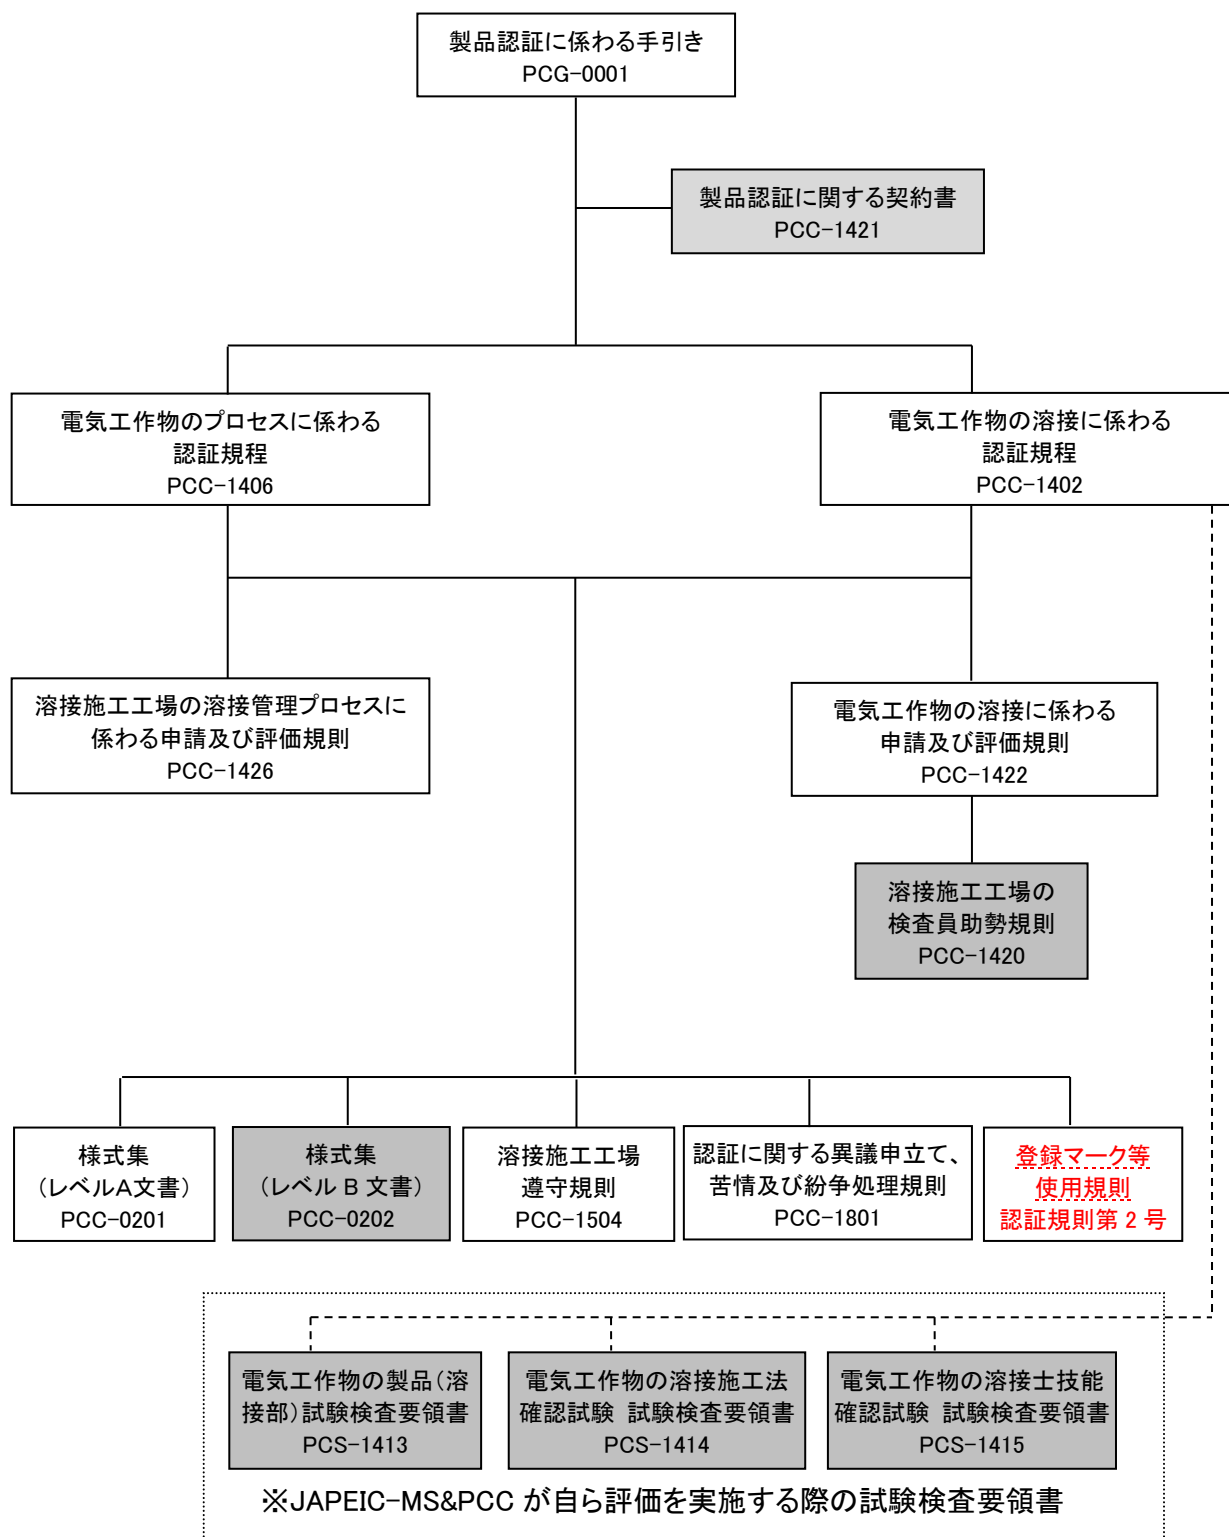 製品認証に係わる手引き
PCG-0001
製品認証に関する契約書
PCC-1421
電気工作物のプロセスに係わる
認証規程
PCC-1406
電気工作物の溶接に係わる
認証規程
PCC-1402
溶接施工工場の溶接管理プロセスに
係わる申請及び評価規則
PCC-1426
電気工作物の溶接に係わる
申請及び評価規則
PCC-1422
溶接施工工場の
検査員助勢規則
PCC-1420
様式集
(レベルA文書)
PCC-0201
様式集
(レベル B 文書)
PCC-0202
溶接施工工場
遵守規則
PCC-1504
認証に関する異議申立て、
苦情及び紛争処理規則
PCC-1801
登録マーク等
使用規則
認証規則第 2 号
電気工作物の製品(溶
接部)試験検査要領書
PCS-1413
電気工作物の溶接施工法
確認試験 試験検査要領書
PCS-1414
電気工作物の溶接士技能
確認試験 試験検査要領書
PCS-1415
※JAPEIC-MS&PCC が自ら評価を実施する際の試験検査要領書